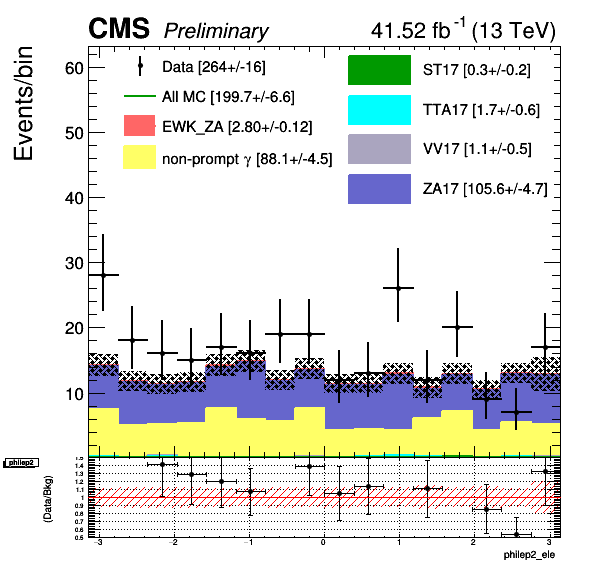 CMS Preliminary 41.52 fb⁻¹ (13 TeV)
Events/bin
60
50
40
30
20
10
Data [264+/-16]
All MC [199.7+/-6.6]
EWK_ZA [2.80+/-0.12]
non-prompt γ [88.1+/-4.5]
ST17 [0.3+/-0.2]
TTA17 [1.7+/-0.6]
VV17 [1.1+/-0.5]
ZA17 [105.6+/-4.7]
philep2
(Data/Bkg)
1.5
1.4
1.3
1.2
1.1
1
0.9
0.8
0.7
0.6
0.5
-3 -2 -1 0 1 2 3
philep2_ele